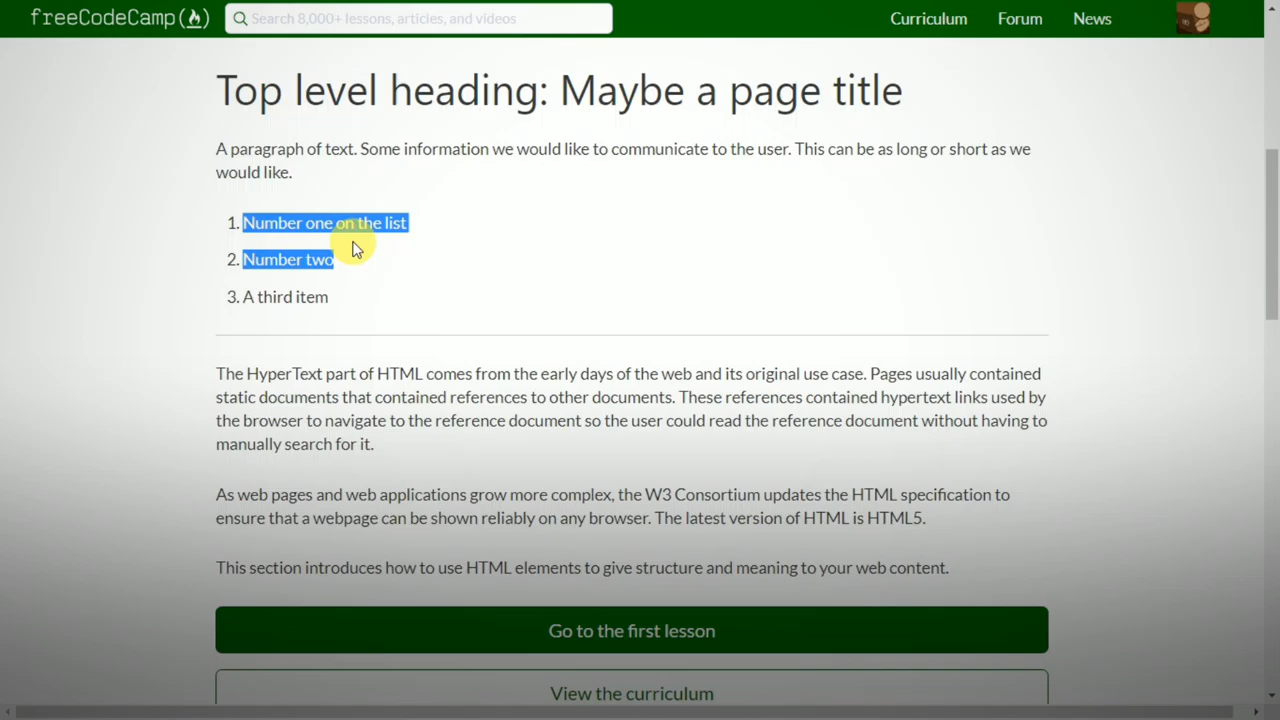 freeCodeCamp
Search 8,000+ lessons, articles, and videos
Curriculum
Forum
News
Top level heading: Maybe a page title
A paragraph of text. Some information we would like to communicate to the user. This can be as long or short as we
would like.
1. Number one on the list
2. Number two
3. A third item
The HyperText part of HTML comes from the early days of the web and its original use case. Pages usually contained
static documents that contained references to other documents. These references contained hypertext links used by
the browser to navigate to the reference document so the user could read the reference document without having to
manually search for it.
As web pages and web applications grow more complex, the W3 Consortium updates the HTML specification to
ensure that a webpage can be shown reliably on any browser. The latest version of HTML is HTML5.
This section introduces how to use HTML elements to give structure and meaning to your web content.
Go to the first lesson
View the curriculum